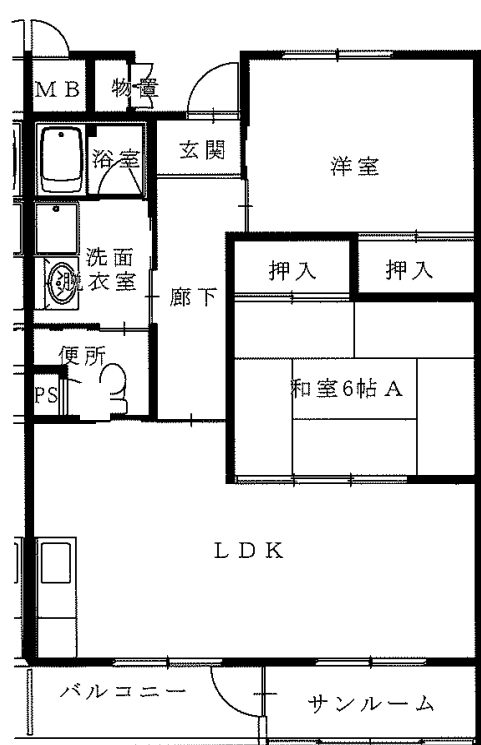 MB
物置
浴室
玄関
洋室
洗面
脱衣室
押入
押入
廊下
便所
PS
和室6帖A
LDK
バルコニー
サンルーム